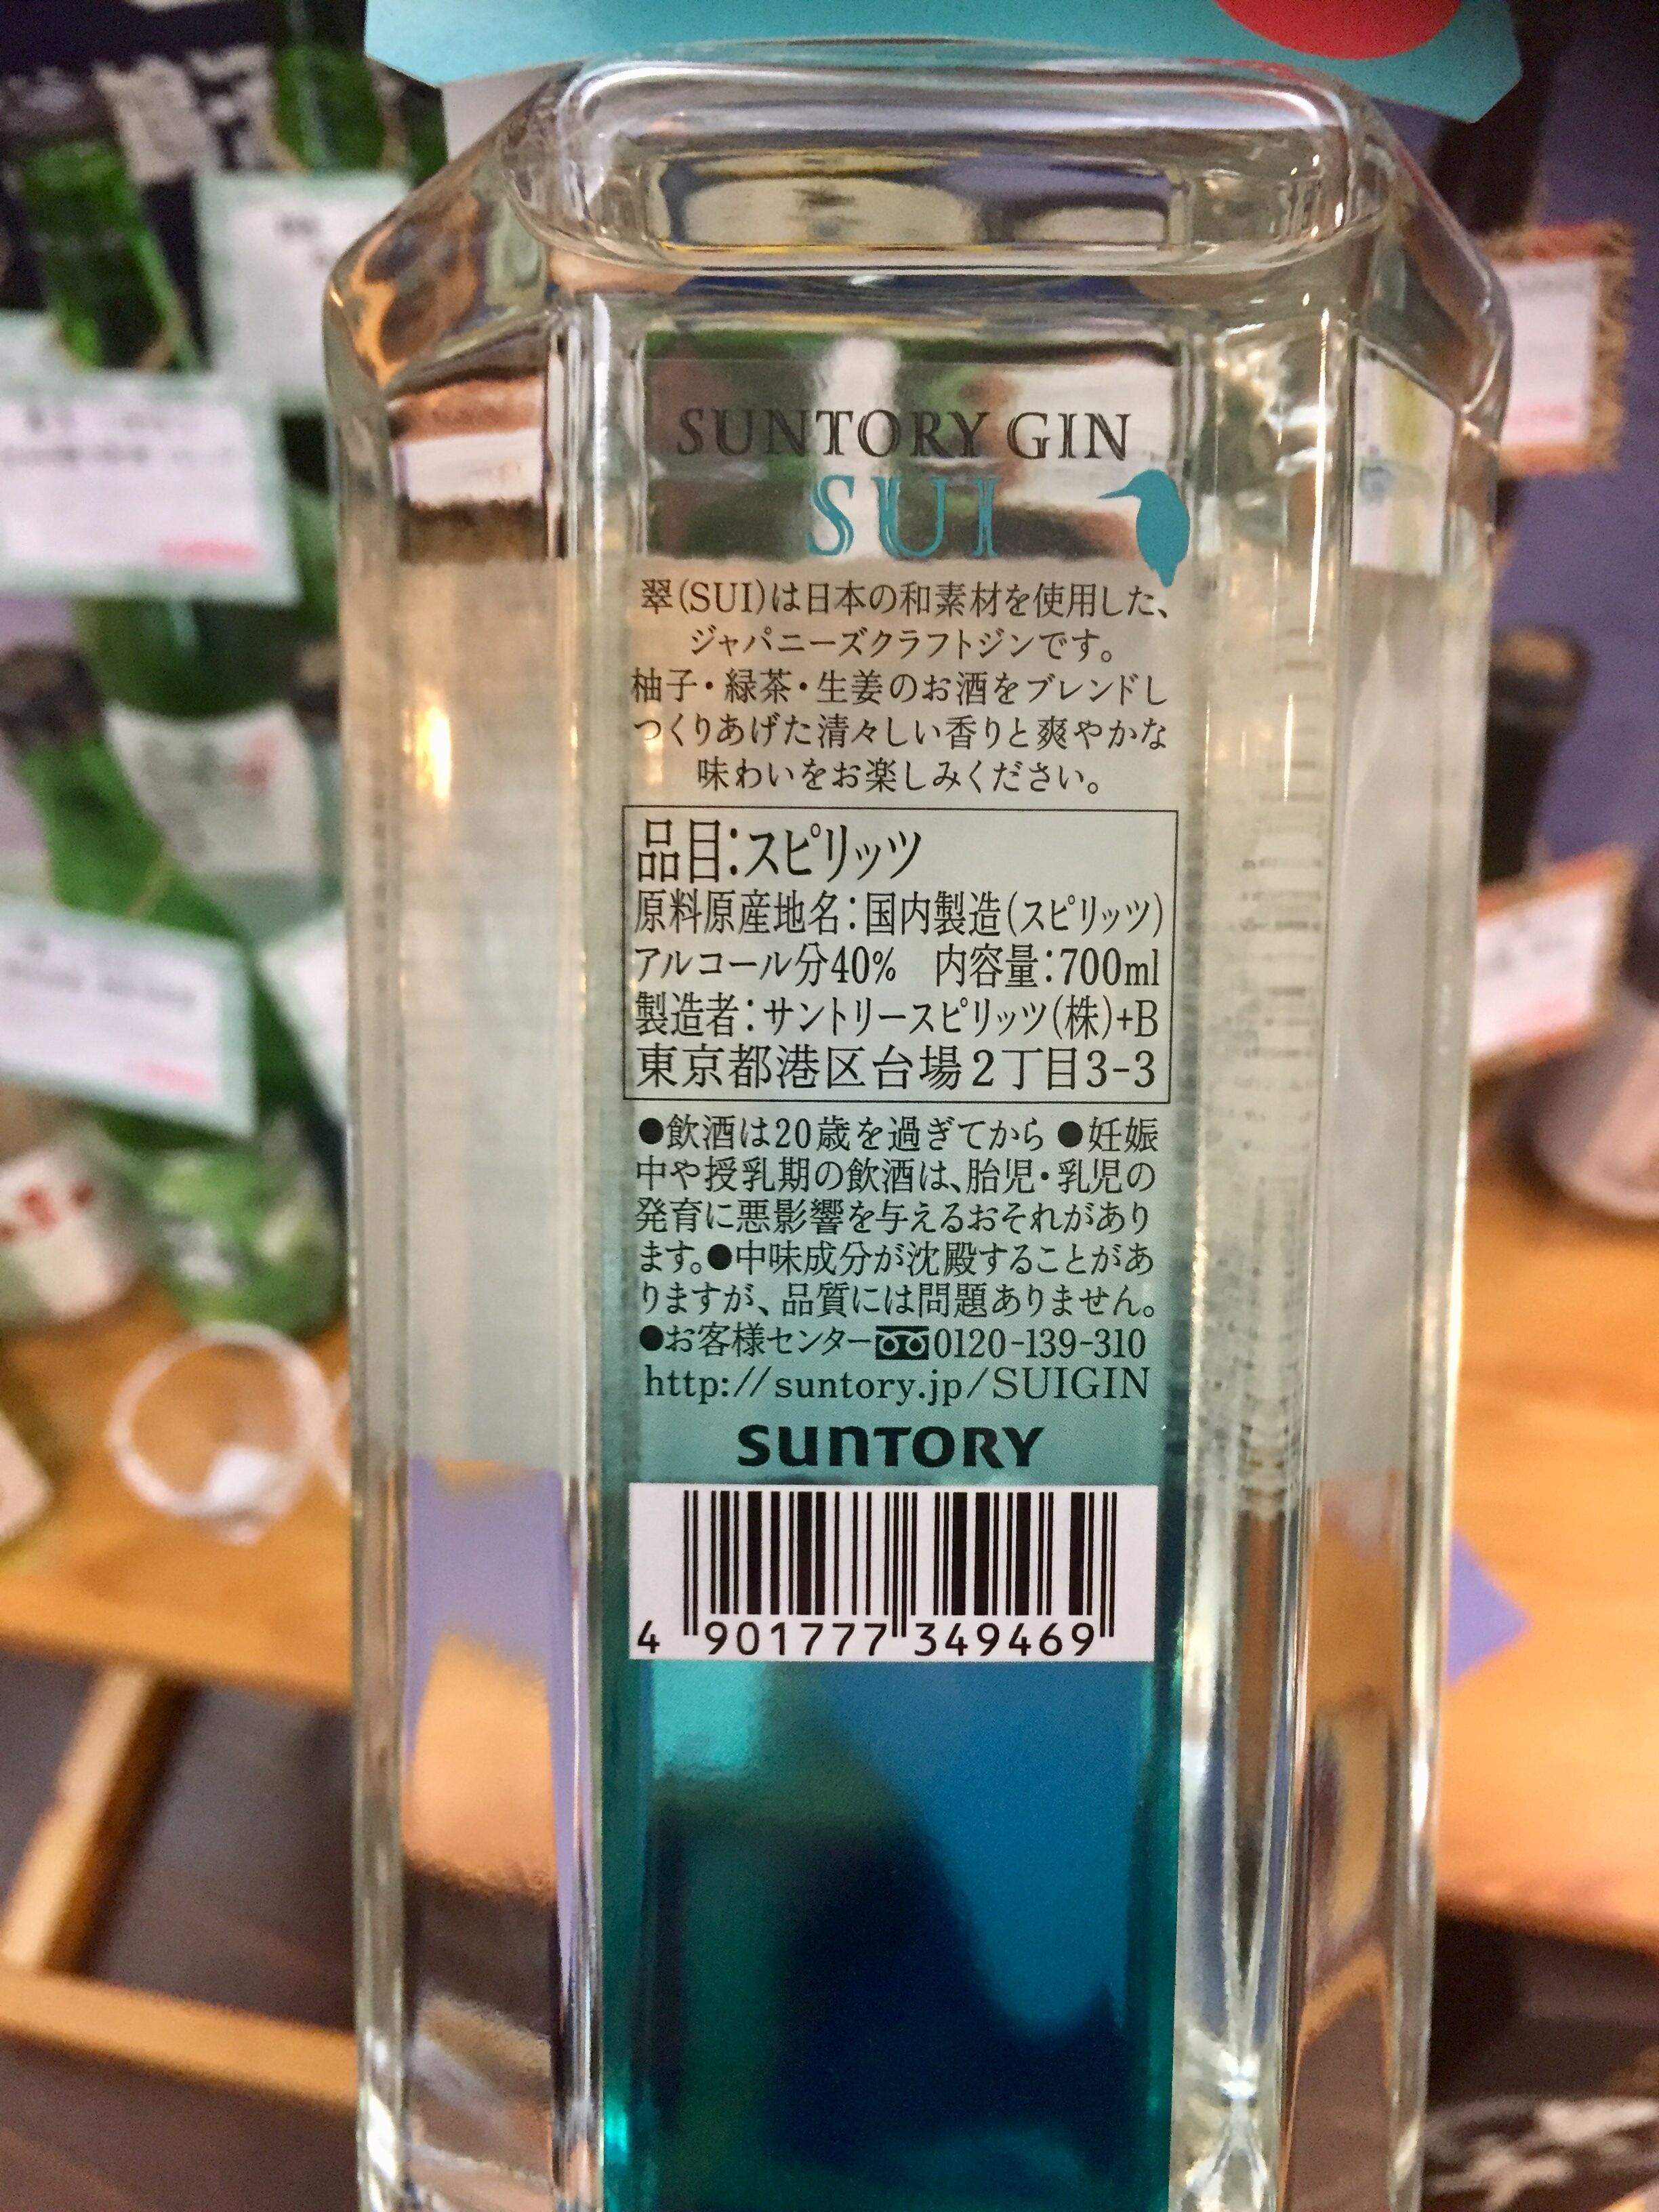 SUNTORY GIN
SUI
翠(SUI)は日本の和素材を使用した、
ジャパニーズクラフトジンです。
柚子・緑茶・生姜のお酒をブレンドし
つくりあげた清々しい香りと爽やかな
味わいをお楽しみください。
品目:スピリッツ
原料原産地名:国内製造(スピリッツ)
アルコール分40% 内容量:700ml
製造者:サントリースピリッツ(株)+B
東京都港区台場2丁目3-3
●飲酒は20歳を過ぎてから ●妊娠
中や授乳期の飲酒は、胎児・乳児の
発育に悪影響を与えるおそれがあり
ます。●中味成分が沈殿することがあ
りますが、品質には問題ありません。
●お客様センター0120-139-310
http://suntory.jp/SUIGIN
SUNTORY
4 901777 349469